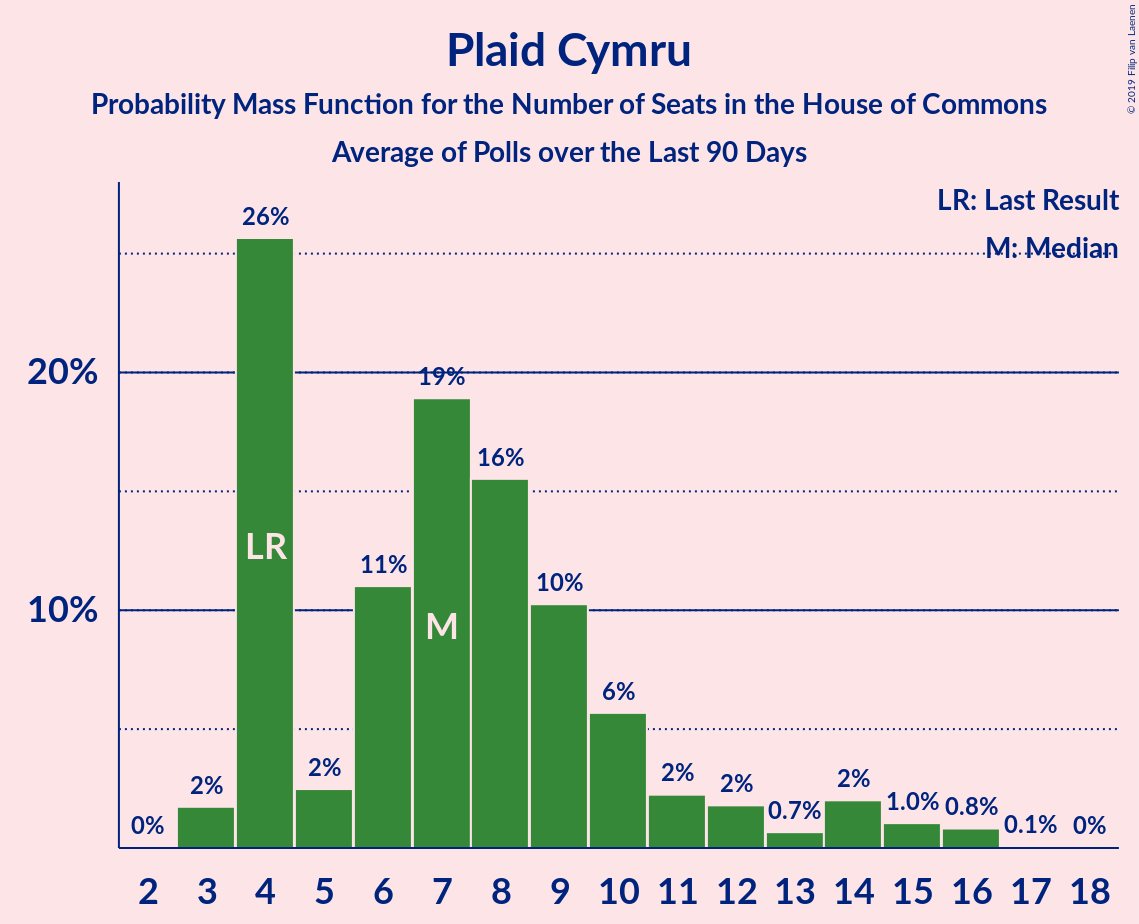 Plaid Cymru
Probability Mass Function for the Number of Seats in the House of Commons
Average of Polls over the Last 90 Days
© 2019 Filip van Laenen
LR: Last Result
M: Median
26%
20%
19%
16%
LR
11%
10%
10%
M
6%
2%
2%
2%
2%
2%
0%
0.7%
1.0%
0.8%
0.1%
0%
2 3 4 5 6 7 8 9 10 11 12 13 14 15 16 17 18